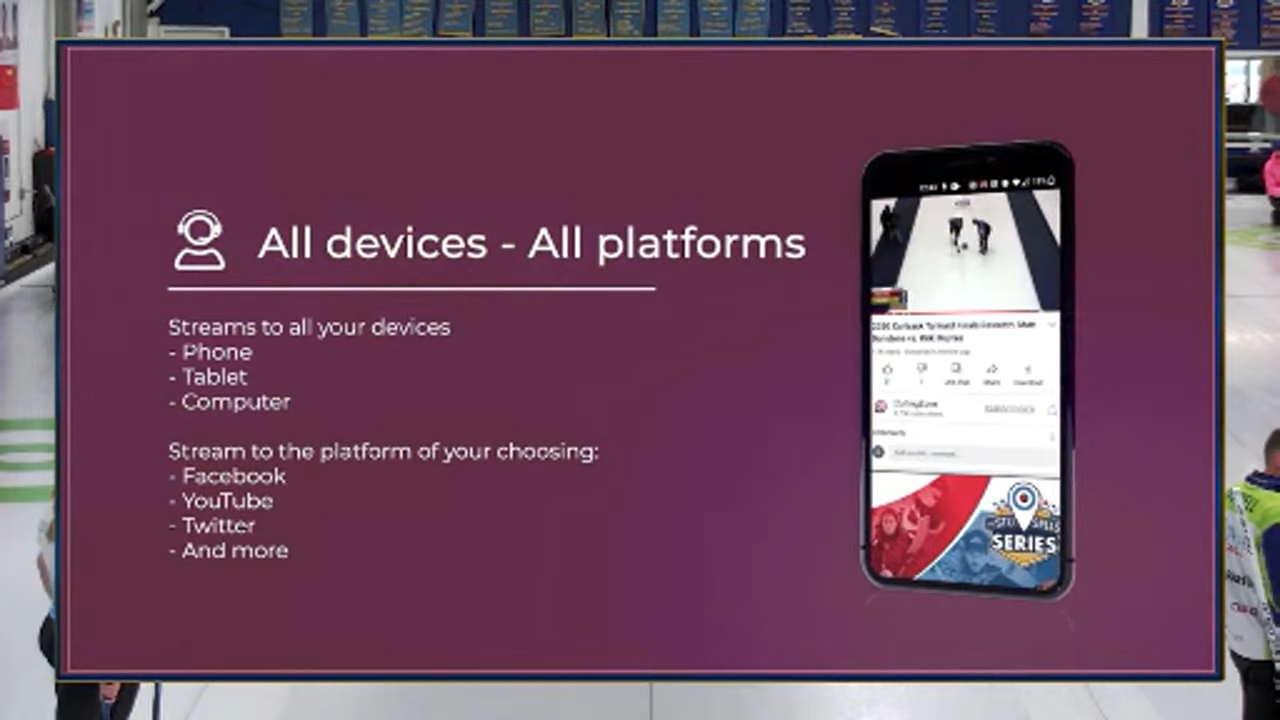 All devices - All platforms
Streams to all your devices
- Phone
- Tablet
- Computer
Stream to the platform of your choosing:
- Facebook
- YouTube
- Twitter
- And more
SERIES